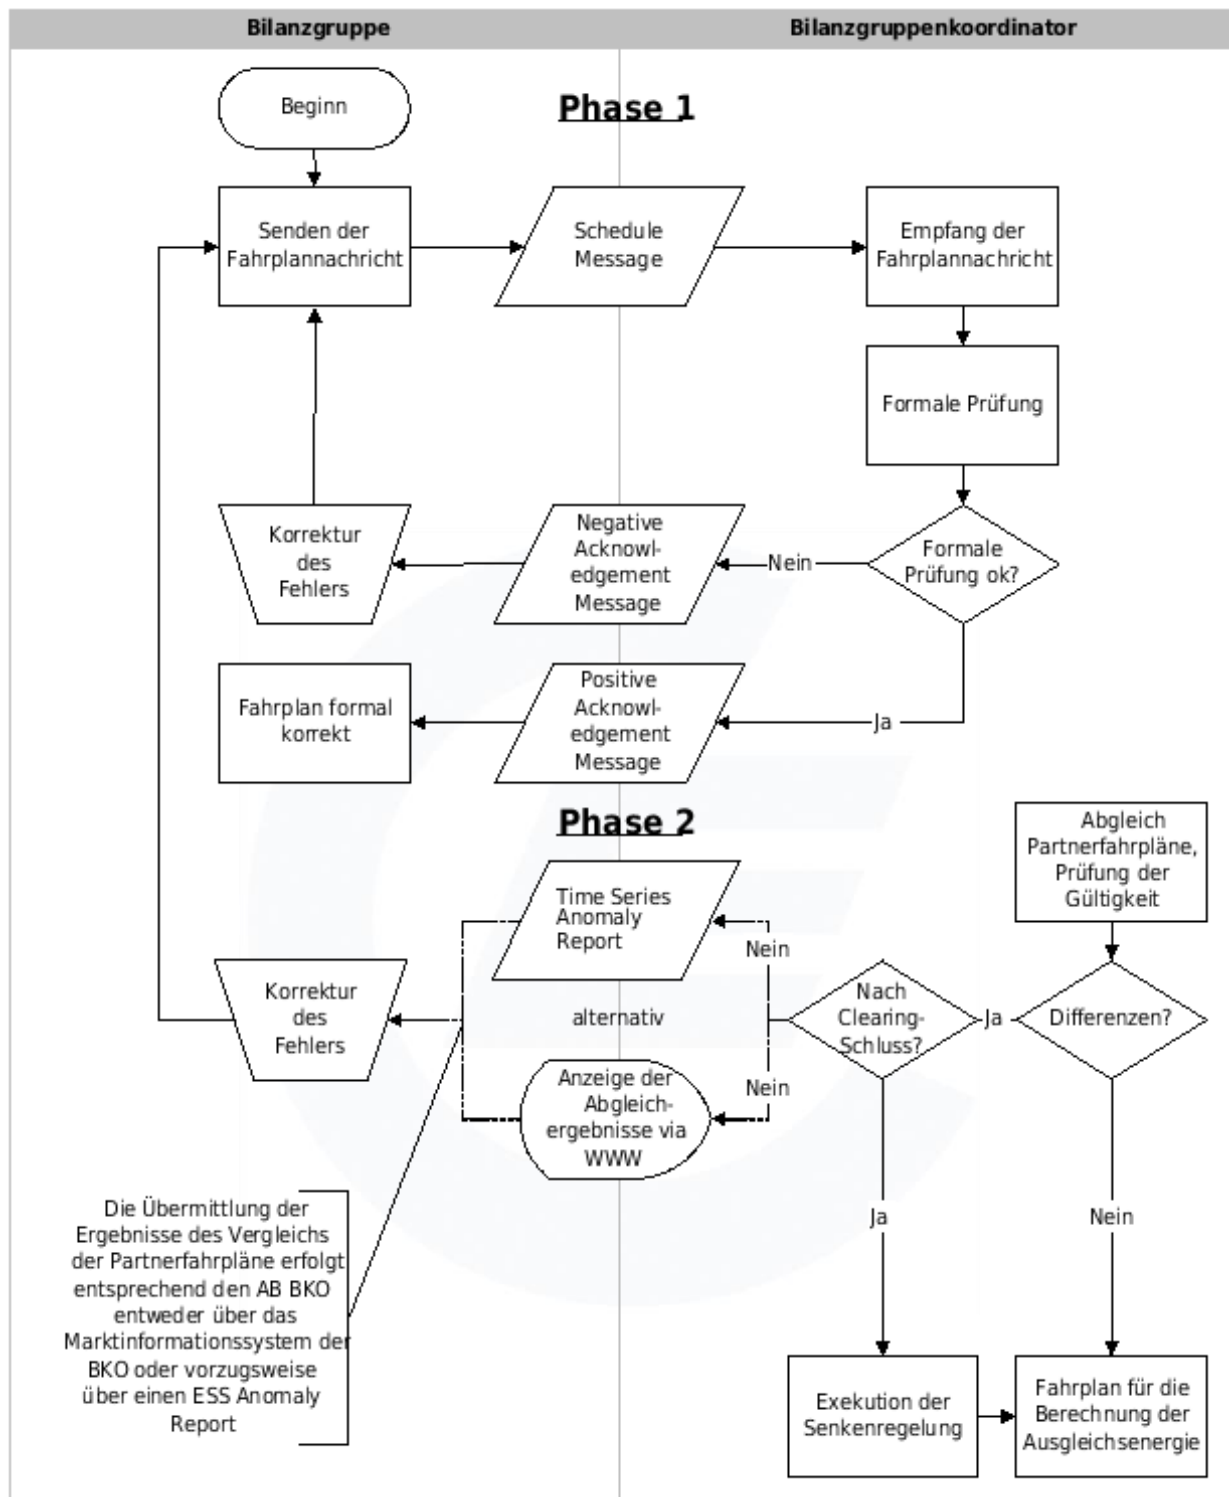 Bilanzgruppe
Bilanzgruppenkoordinator
Phase 1
Beginn
Senden der
Fahrplannachricht
Schedule
Message
Empfang der
Fahrplannachricht
Formale Prüfung
Formale
Prüfung ok?
Nein
Negative
Acknowl-
edgement
Message
Korrektur
des
Fehlers
Ja
Positive
Acknowl-
edgement
Message
Fahrplan formal
korrekt
Phase 2
Abgleich
Partnerfahrpläne,
Prüfung der
Gültigkeit
Differenzen?
Ja
Nach
Clearing-
Schluss?
Nein
Time Series
Anomaly
Report
alternativ
Nein
Anzeige der
Abgleich-
ergebnisse via
WWW
Korrektur
des
Fehlers
Die Übermittlung der
Ergebnisse des Vergleichs
der Partnerfahrpläne erfolgt
entsprechend den AB BKO
entweder über das
Marktinformationssystem der
BKO oder vorzugsweise
über einen ESS Anomaly
Report
Ja
Nein
Exekution der
Senkenregelung
Fahrplan für die
Berechnung der
Ausgleichsenergie